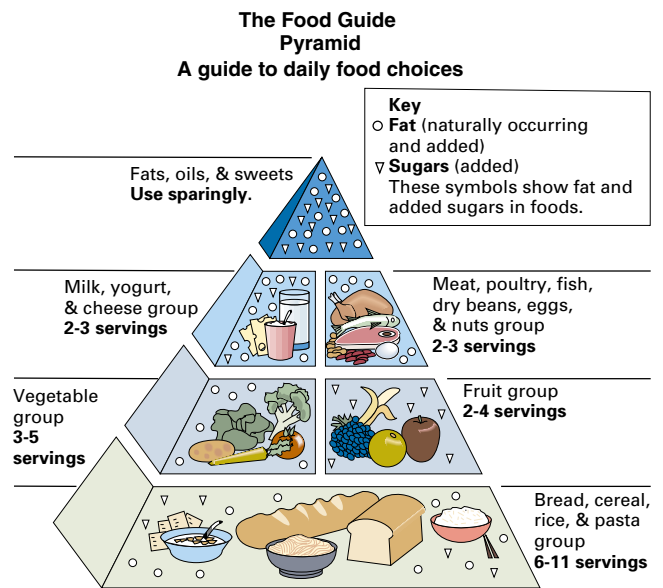 The Food Guide
Pyramid
A guide to daily food choices
Key
Fat (naturally occurring
and added)
Sugars (added)
These symbols show fat and
added sugars in foods.
Fats, oils, & sweets
Use sparingly.
Milk, yogurt,
& cheese group
2-3 servings
Meat, poultry, fish,
dry beans, eggs,
& nuts group
2-3 servings
Vegetable
group
3-5
servings
Fruit group
2-4 servings
Bread, cereal,
rice, & pasta
group
6-11 servings